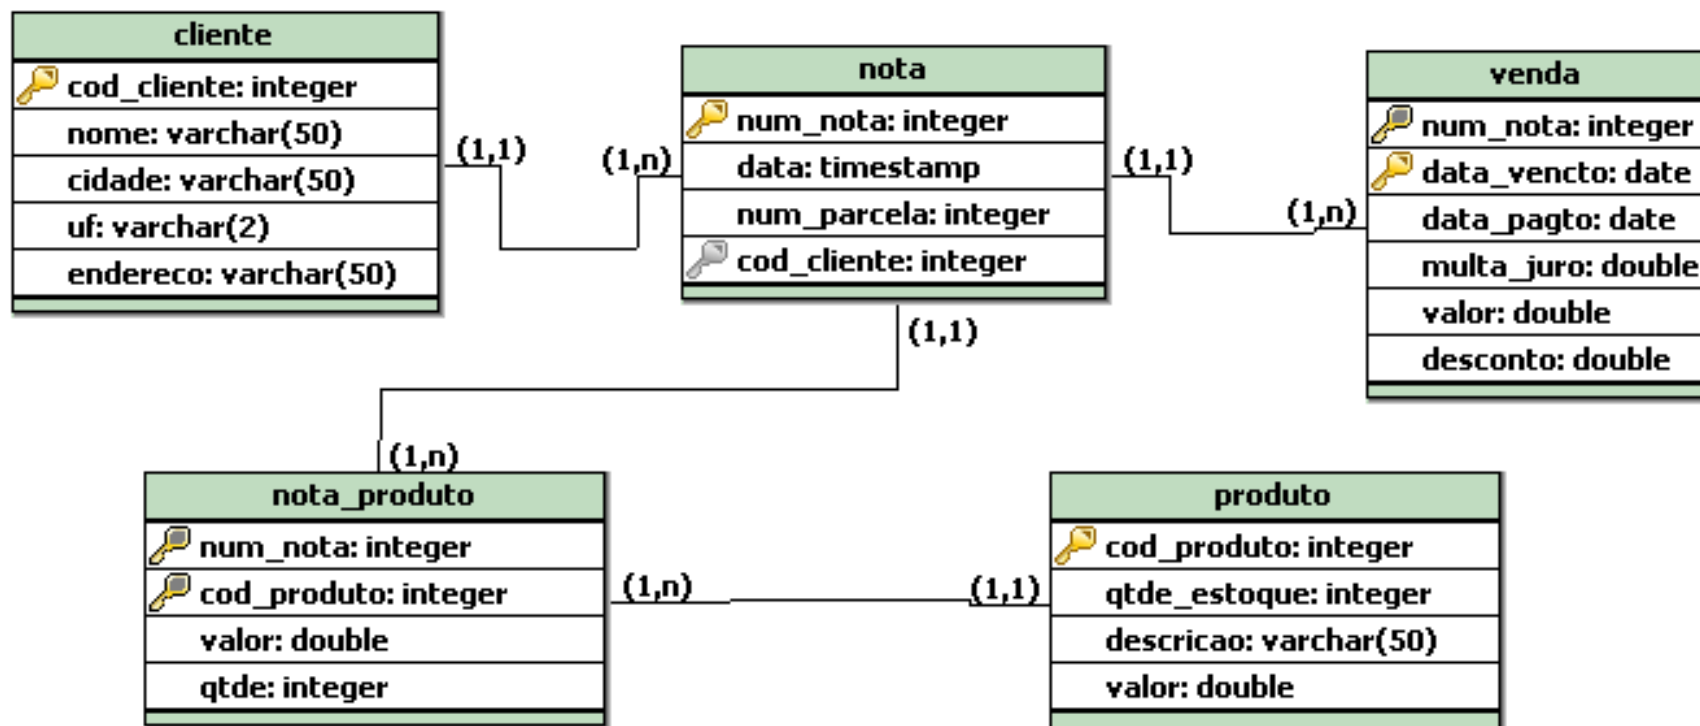 cliente
cod_cliente: integer
nome: varchar(50)
cidade: varchar(50)
uf: varchar(2)
endereco: varchar(50)
(1,1)
(1,n)
nota
num_nota: integer
data: timestamp
num_parcela: integer
cod_cliente: integer
(1,1)
(1,n)
venda
num_nota: integer
data_vencto: date
data_pagto: date
multa_juro: double
valor: double
desconto: double
(1,1)
(1,n)
nota_produto
num_nota: integer
cod_produto: integer
valor: double
qtde: integer
(1,n)
(1,1)
produto
cod_produto: integer
qtde_estoque: integer
descricao: varchar(50)
valor: double